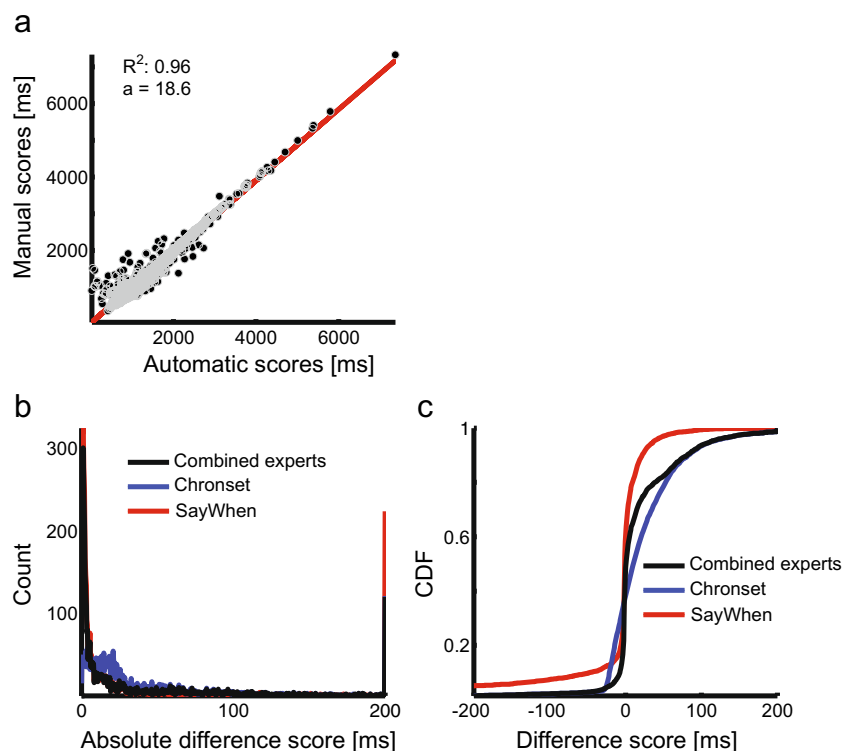 a
R²: 0.96
a = 18.6
Manual scores [ms]
6000
4000
2000
2000 4000 6000
Automatic scores [ms]
b
300
200
100
Count
Combined experts
Chronset
SayWhen
0 100 200
Absolute difference score [ms]
c
1
0.6
0.2
CDF
Combined experts
Chronset
SayWhen
-200 -100 0 100 200
Difference score [ms]